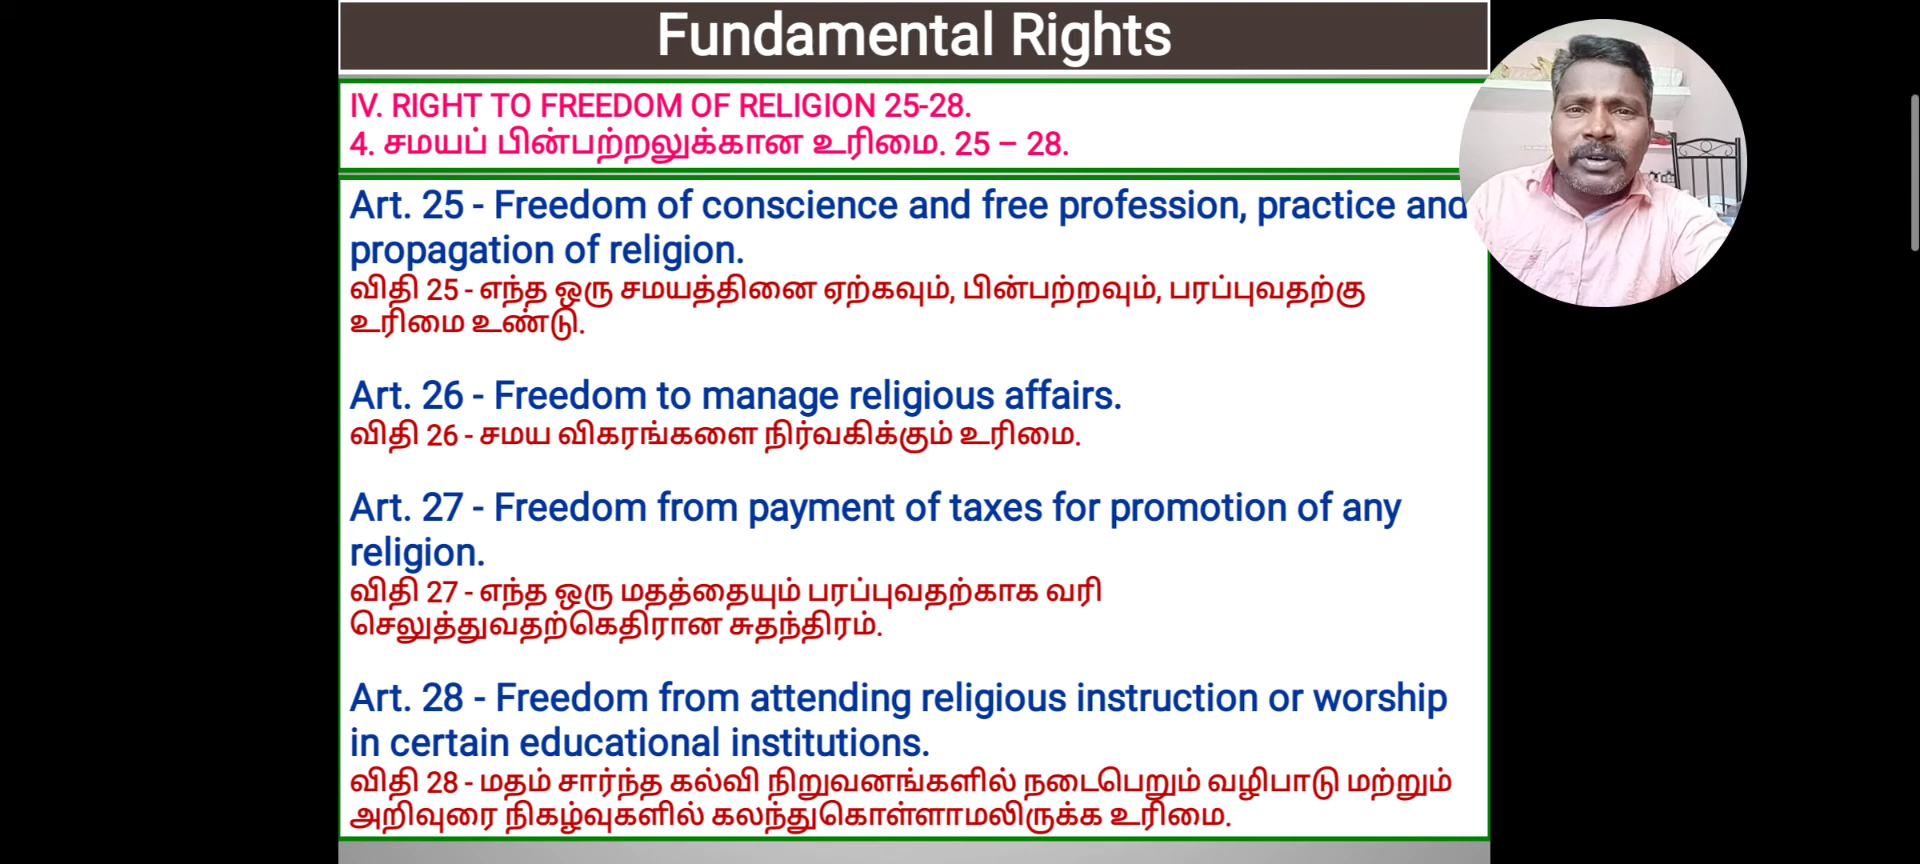 Fundamental Rights
IV. RIGHT TO FREEDOM OF RELIGION 25-28.
4. சமயப் பின்பற்றலுக்கான உரிமை. 25 – 28.
Art. 25 - Freedom of conscience and free profession, practice and
propagation of religion.
விதி 25 - எந்த ஒரு சமயத்தினை ஏற்கவும், பின்பற்றவும், பரப்புவதற்கு
உரிமை உண்டு.
Art. 26 - Freedom to manage religious affairs.
விதி 26 - சமய விகரங்களை நிர்வகிக்கும் உரிமை.
Art. 27 - Freedom from payment of taxes for promotion of any
religion.
விதி 27 - எந்த ஒரு மதத்தையும் பரப்புவதற்காக வரி
செலுத்துவதற்கெதிரான சுதந்திரம்.
Art. 28 - Freedom from attending religious instruction or worship
in certain educational institutions.
விதி 28 - மதம் சார்ந்த கல்வி நிறுவனங்களில் நடைபெறும் வழிபாடு மற்றும்
அறிவுரை நிகழ்வுகளில் கலந்துகொள்ளாமலிருக்க உரிமை.